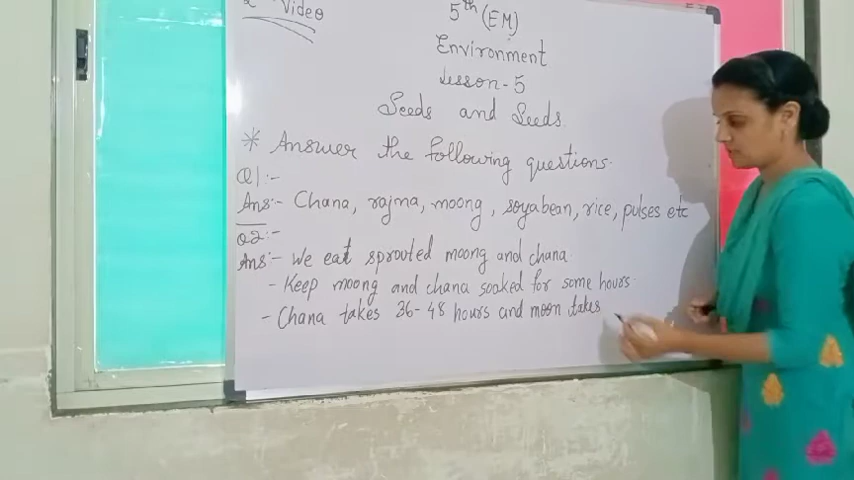 Video
5th (EM)
Environment
Lesson - 5
Seeds and Seeds
* Answer the following questions.
Q1:-
Ans:- Chana, rajma, moong, soyabean, rice, pulses etc
Q2:-
Ans:- We eat sprouted moong and chana.
- Keep moong and chana soaked for some hours.
- Chana takes 36-48 hours and moon takes